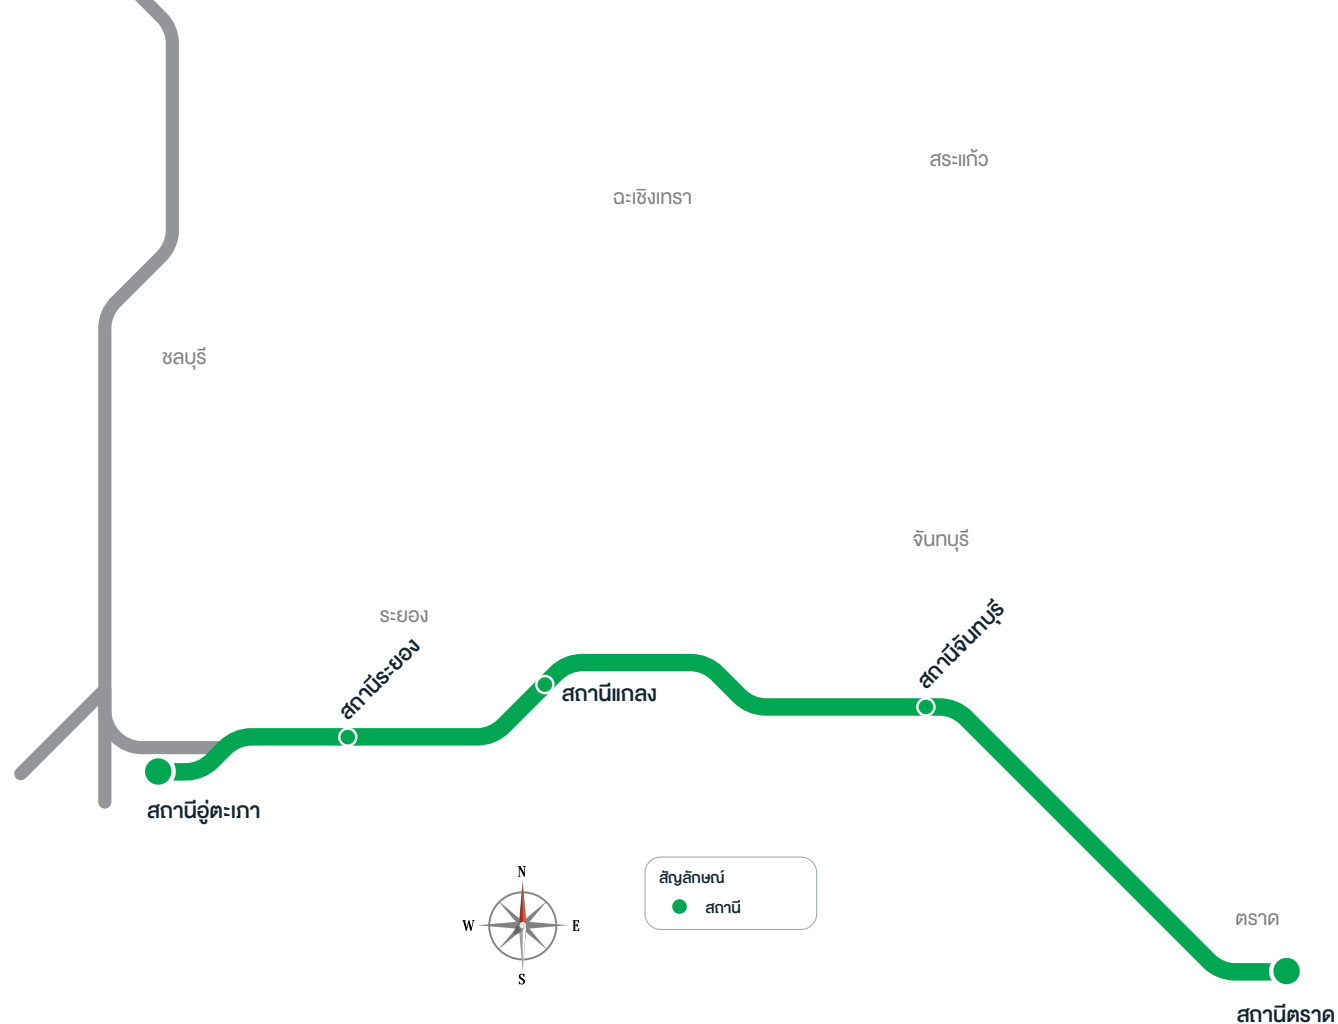 สระแก้ว
ฉะเชิงเทรา
ชลบุรี
จันทบุรี
ระยอง
สถานีระยอง
สถานีจันทบุรี
สถานีแกลง
สถานีอู่ตะเภา
N
W
E
S
สัญลักษณ์
สถานี
ตราด
สถานีตราด